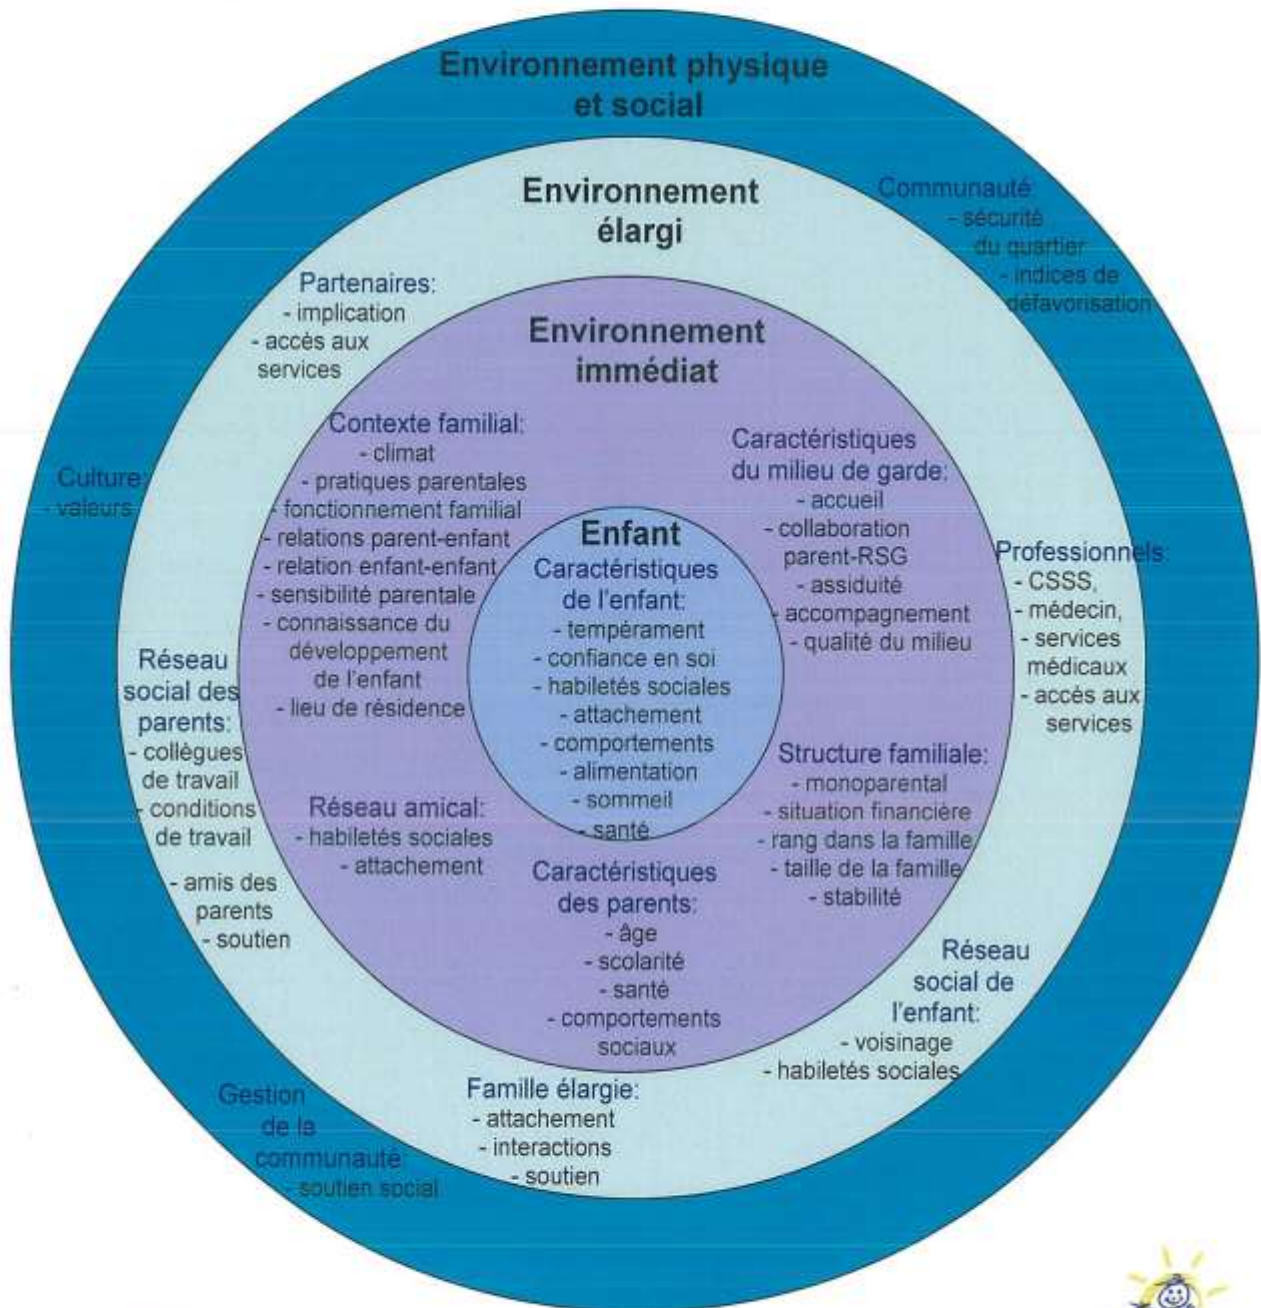 Environnement physique
et social
Environnement
élargi
Communauté:
- sécurité
du quartier
- indices de
défavorisation
Partenaires:
- implication
- accès aux
services
Environnement
immédiat
Contexte familial:
- climat
- pratiques parentales
- fonctionnement familial
- relations parent-enfant
- relation enfant-enfant
- sensibilité parentale
- connaissance du
développement
de l'enfant
- lieu de résidence
Caractéristiques
du milieu de garde:
- accueil
- collaboration
parent-RSG
- assiduité
- accompagnement
- qualité du milieu
Culture:
- valeurs
Enfant
Caractéristiques
de l'enfant:
- tempérament
- confiance en soi
- habiletés sociales
- attachement
- comportements
- alimentation
- sommeil
- santé
Professionnels:
- CSSS,
- médecin,
- services
médicaux
- accès aux
services
Réseau
social des
parents:
- collègues
de travail
- conditions
de travail
- amis des
parents
- soutien
Réseau amical:
- habiletés sociales
- attachement
Structure familiale:
- monoparental
- situation financière
- rang dans la famille
- taille de la famille
- stabilité
Caractéristiques
des parents:
- âge
- scolarité
- santé
- comportements
sociaux
Réseau
social de
l'enfant:
- voisinage
- habiletés sociales
Famille élargie:
- attachement
- interactions
- soutien
Gestion
de la
communauté:
- soutien social